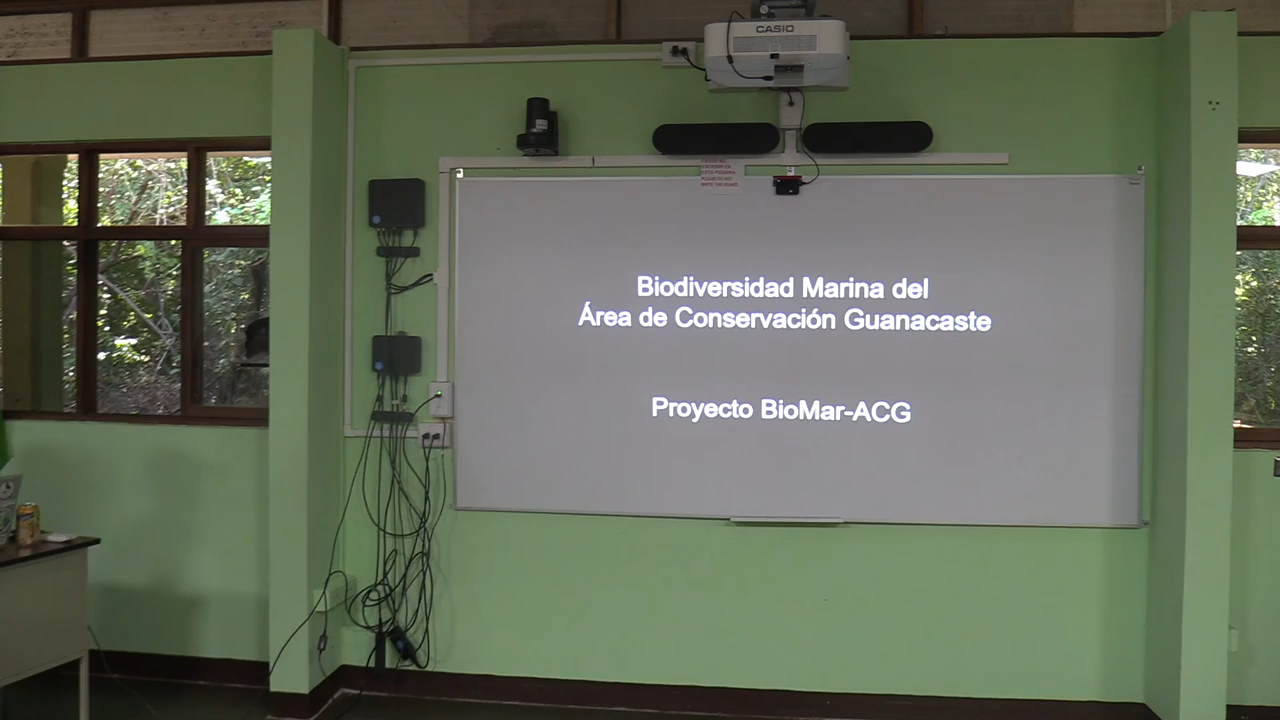 CASIO
Biodiversidad Marina del
Área de Conservación Guanacaste
Proyecto BioMar-ACG